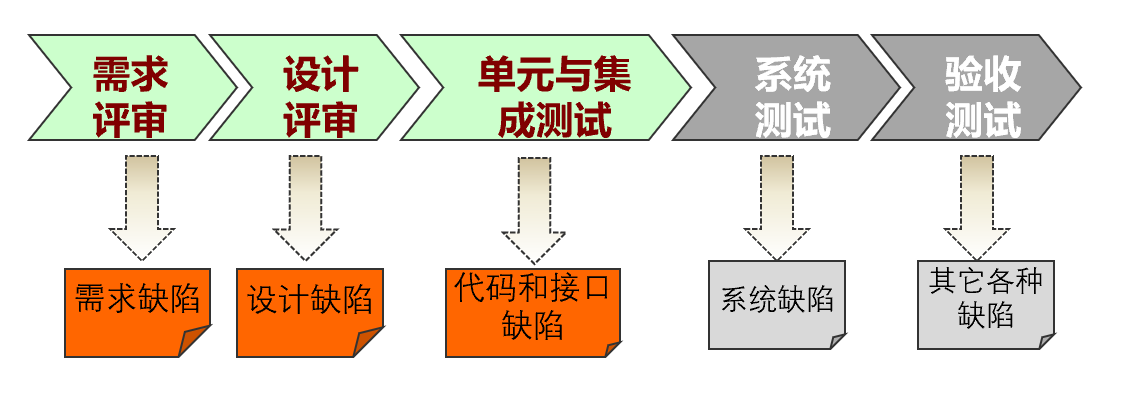 需求
评审
设计
评审
单元与集
成测试
系统
测试
验收
测试
需求缺陷
设计缺陷
代码和接口
缺陷
系统缺陷
其它各种
缺陷